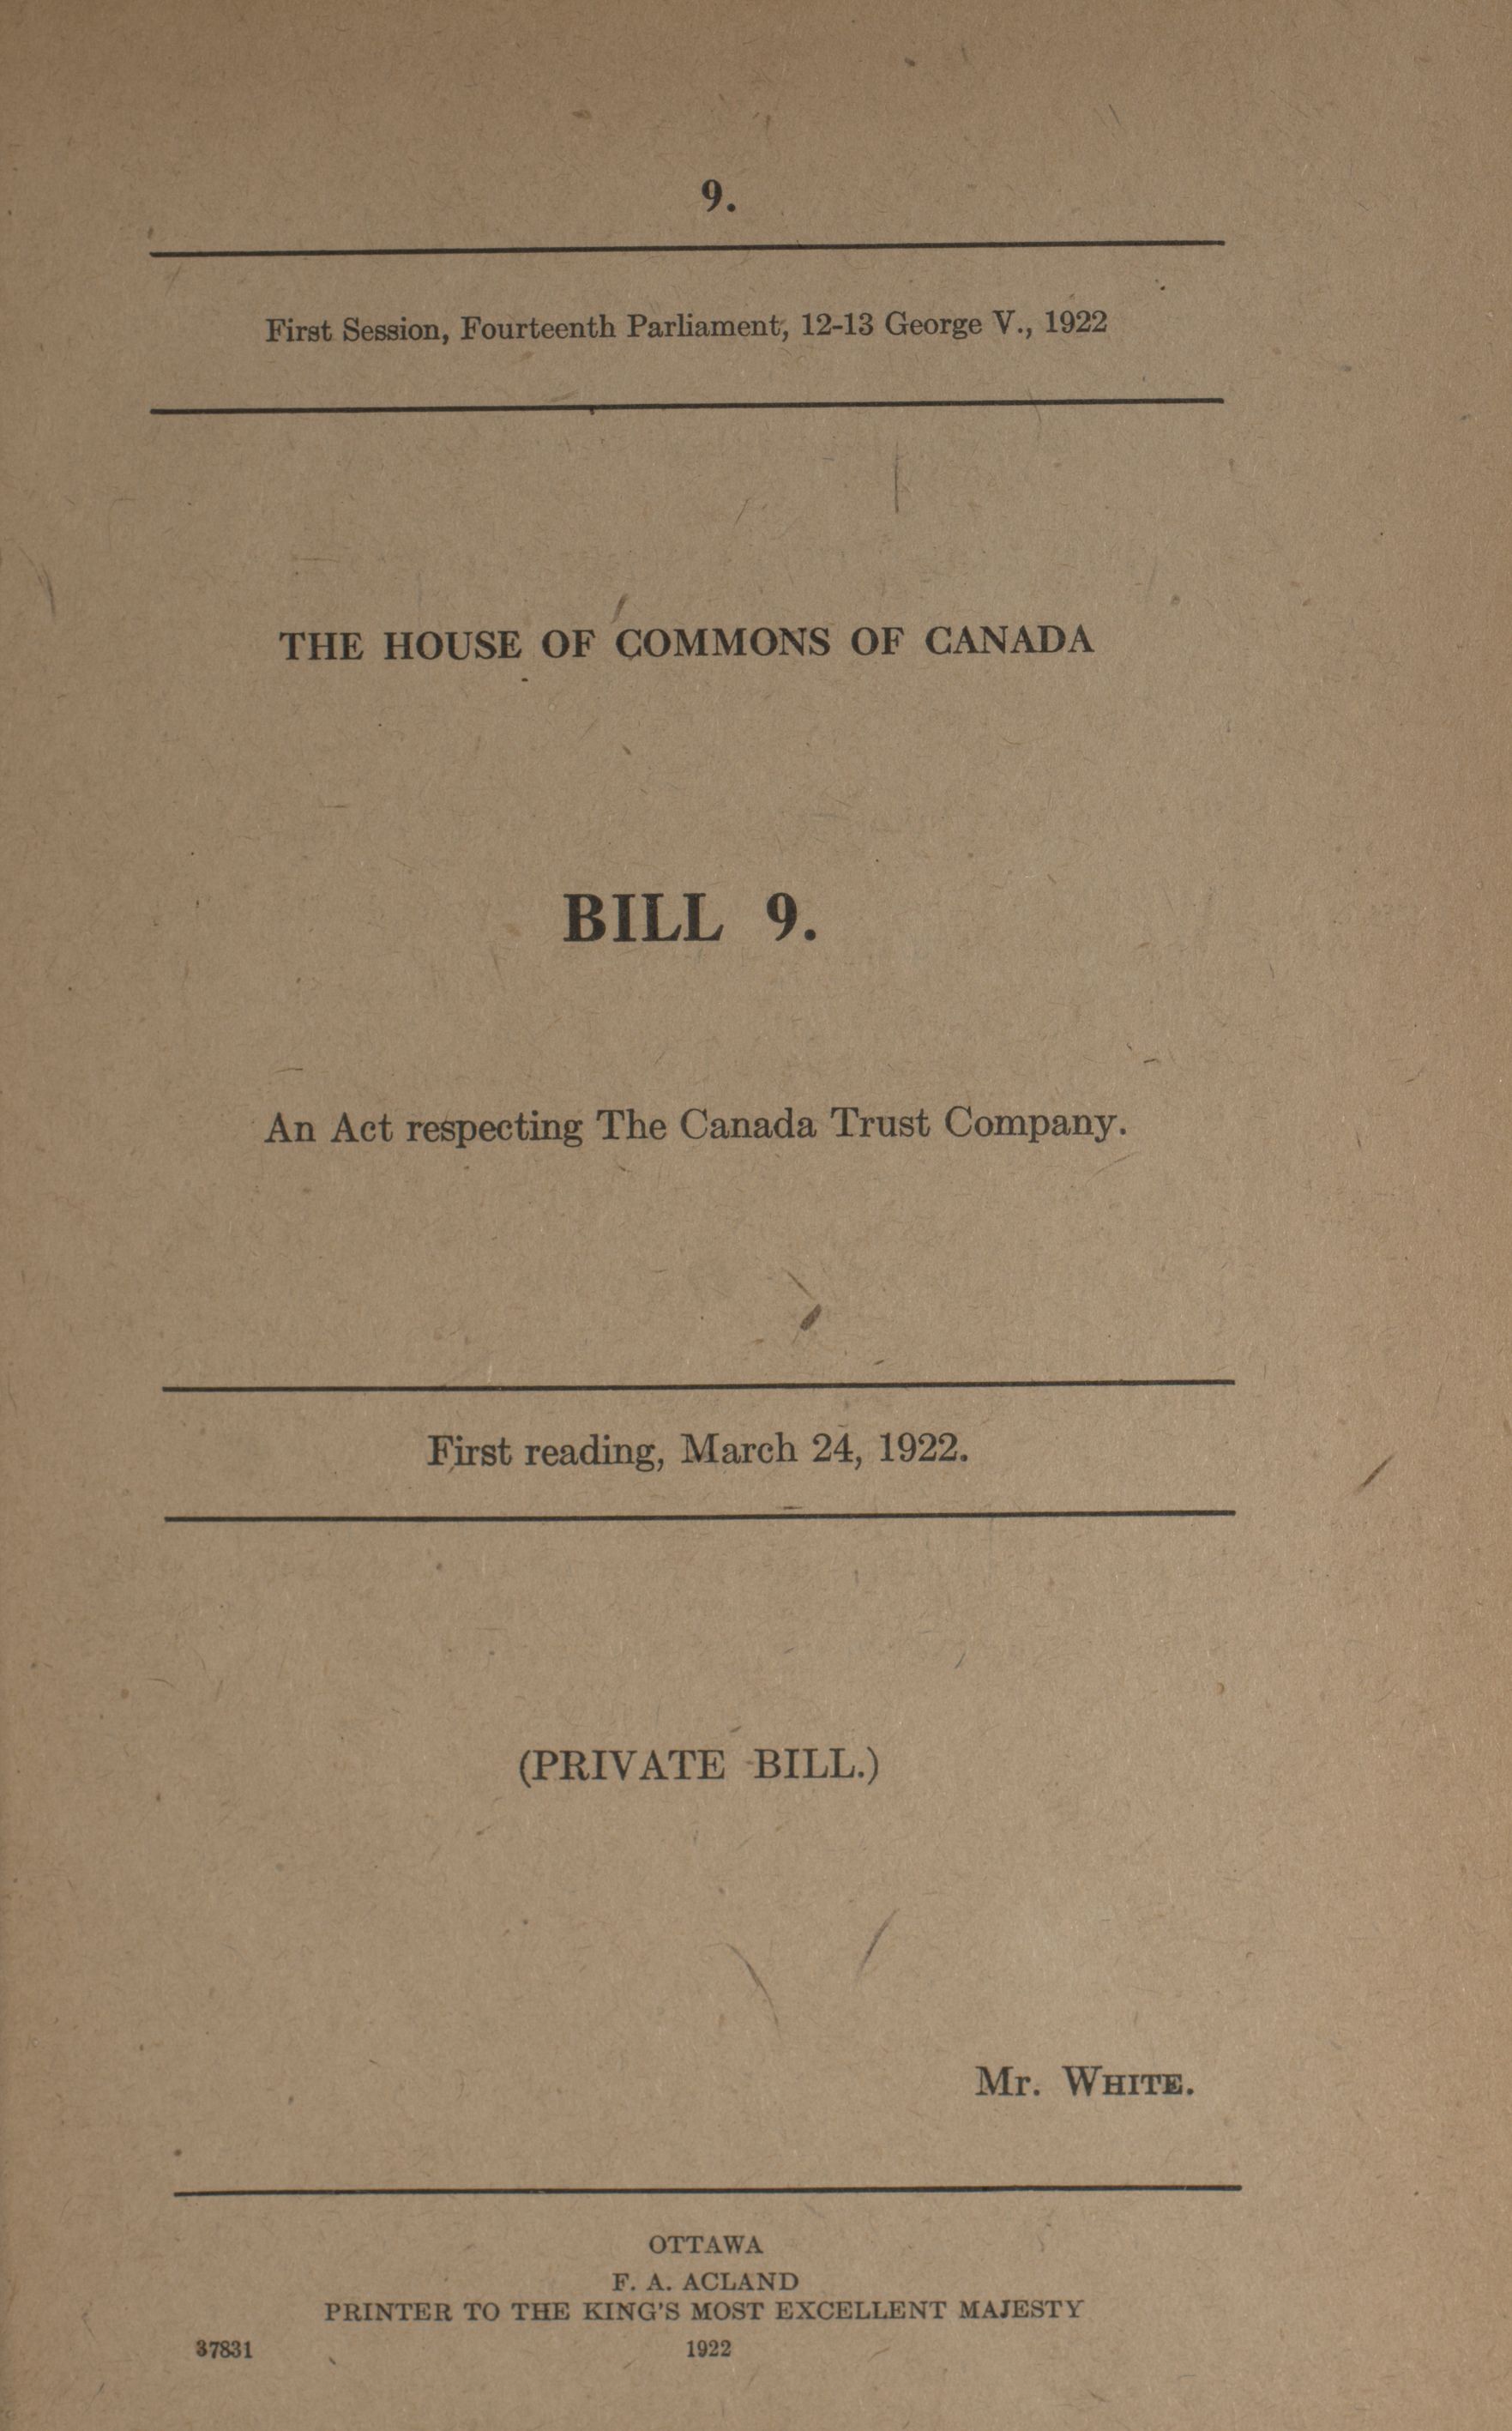 9.
First Session, Fourteenth Parliament, 12-13 George V., 1922
THE HOUSE OF COMMONS OF CANADA
BILL 9.
An Act respecting The Canada Trust Company.
First reading, March 24, 1922.
(PRIVATE BILL.)
Mr. WHITE.
OTTAWA
F. A. ACLAND
PRINTER TO THE KING'S MOST EXCELLENT MAJESTY
37831 1922